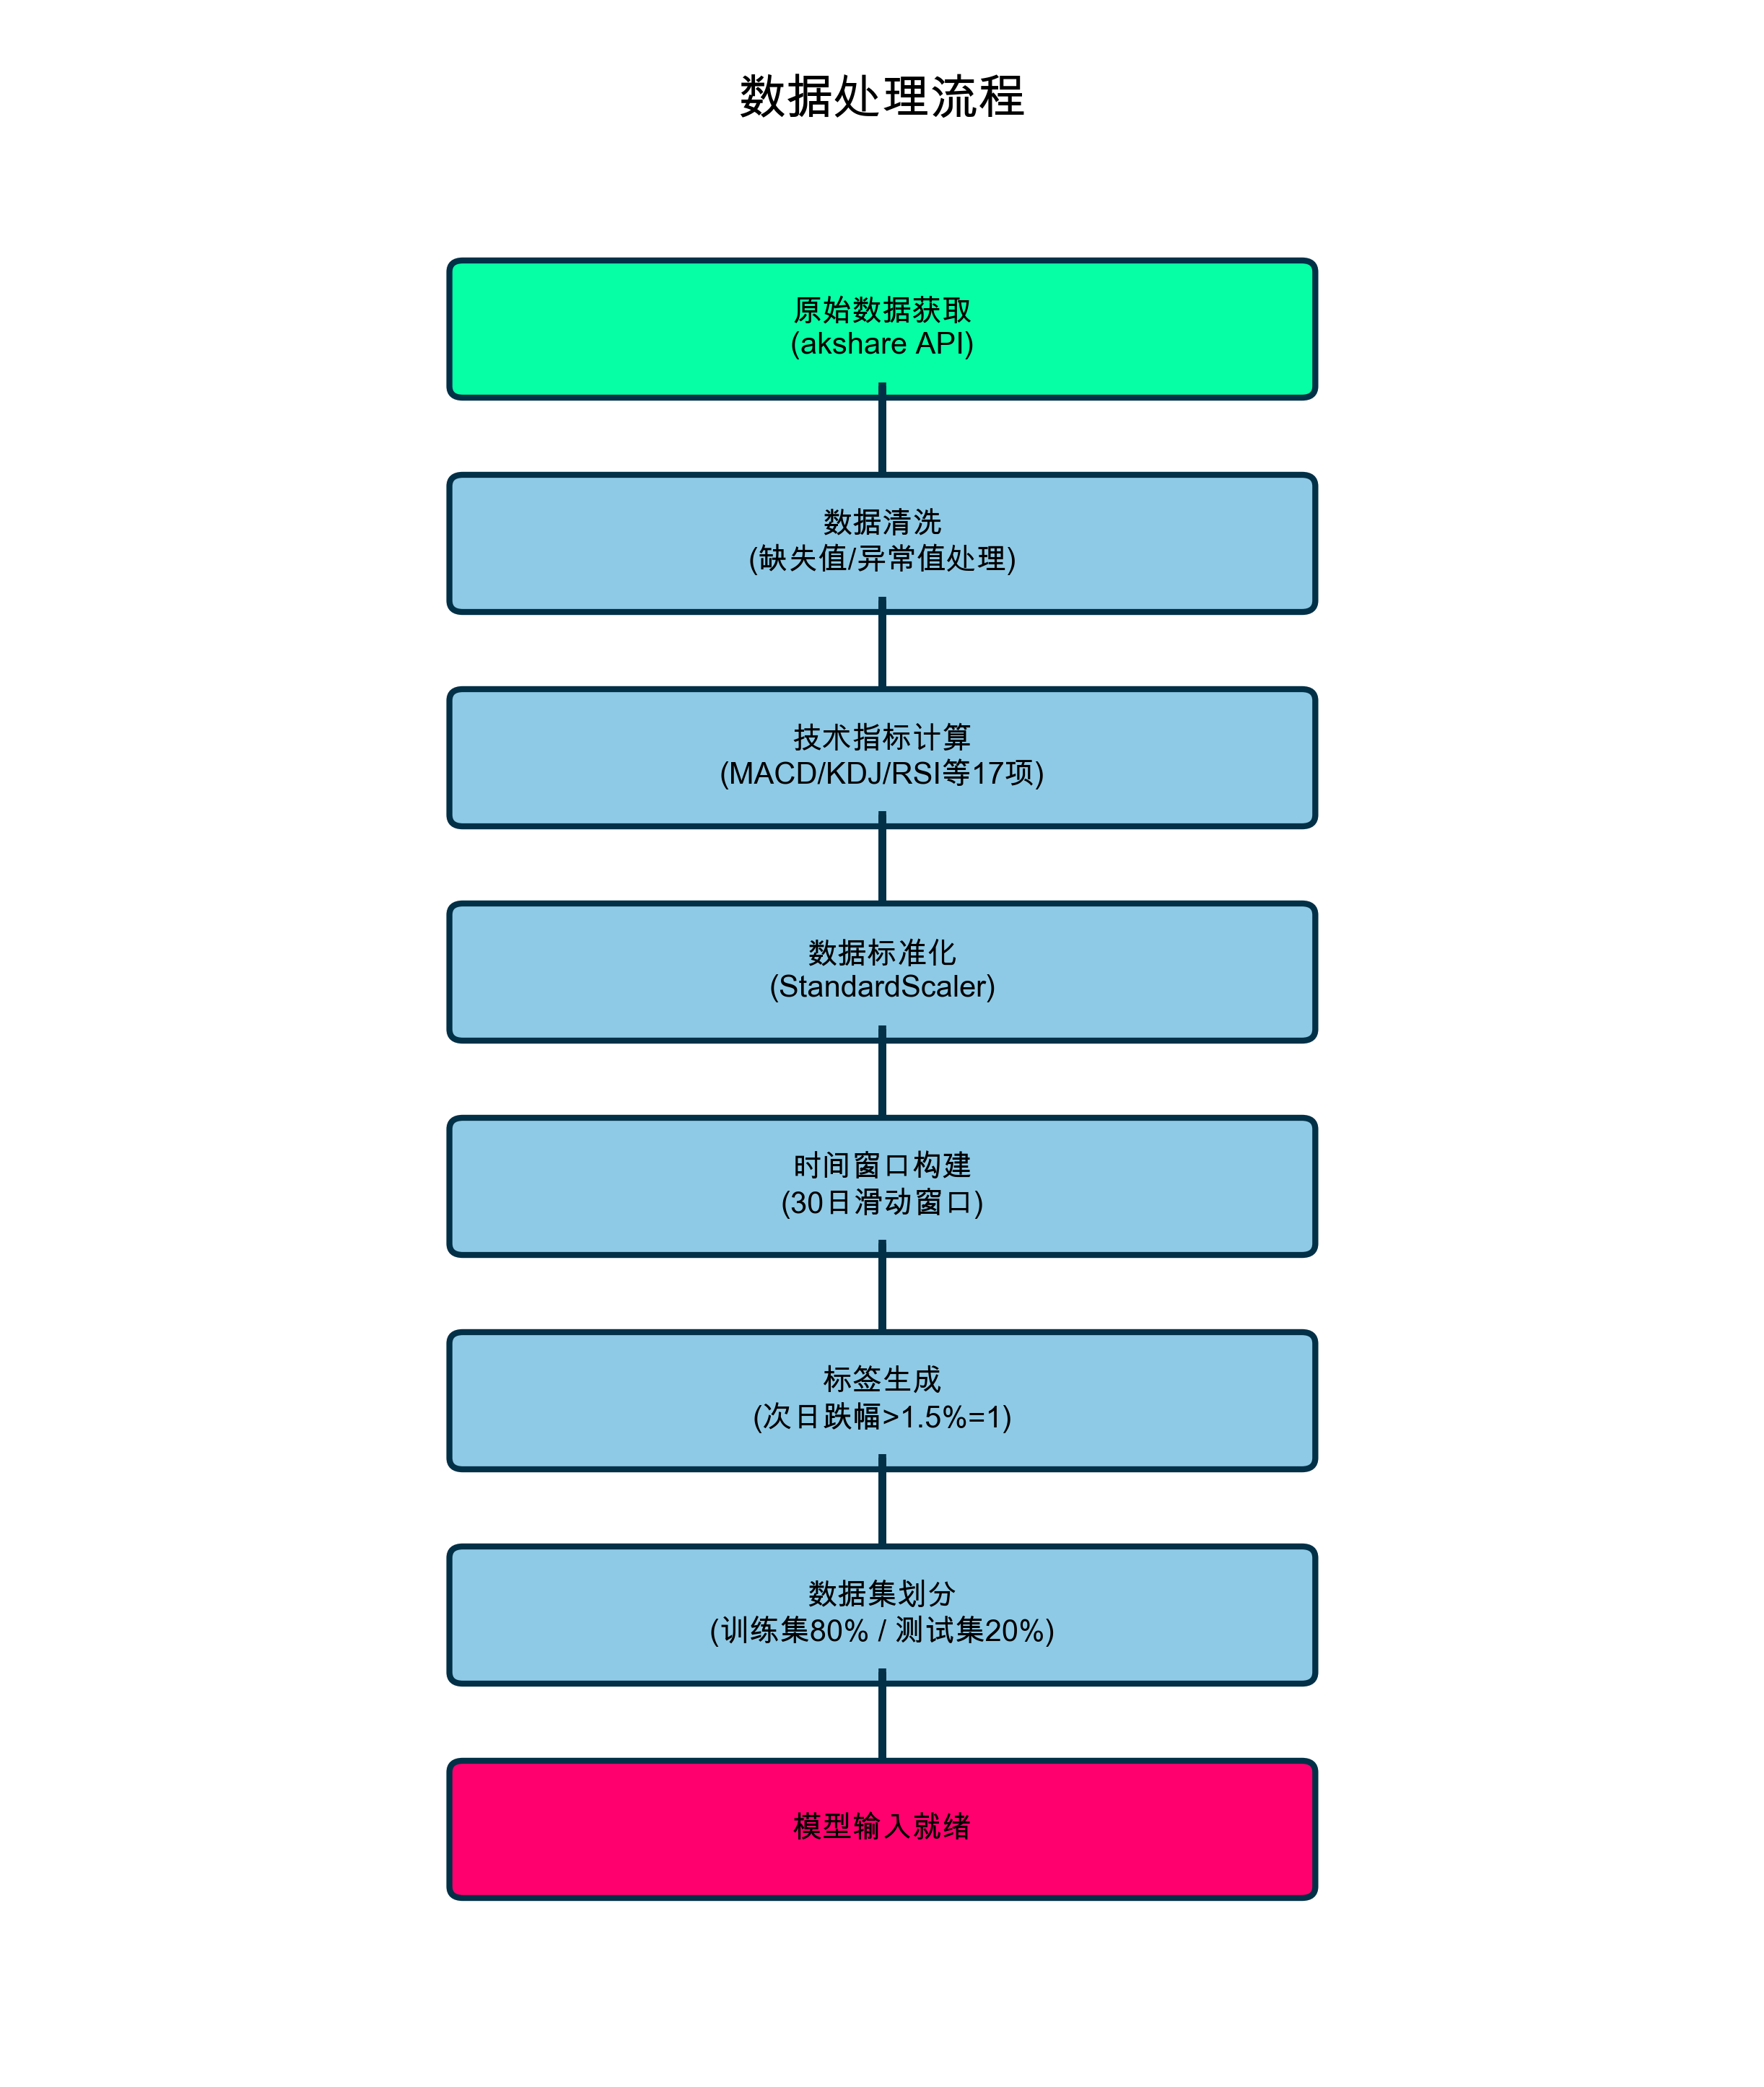 数据处理流程
原始数据获取
(akshare API)
数据清洗
(缺失值/异常值处理)
技术指标计算
(MACD/KDJ/RSI等17项)
数据标准化
(StandardScaler)
时间窗口构建
(30日滑动窗口)
标签生成
(次日跌幅>1.5%=1)
数据集划分
(训练集80% / 测试集20%)
模型输入就绪